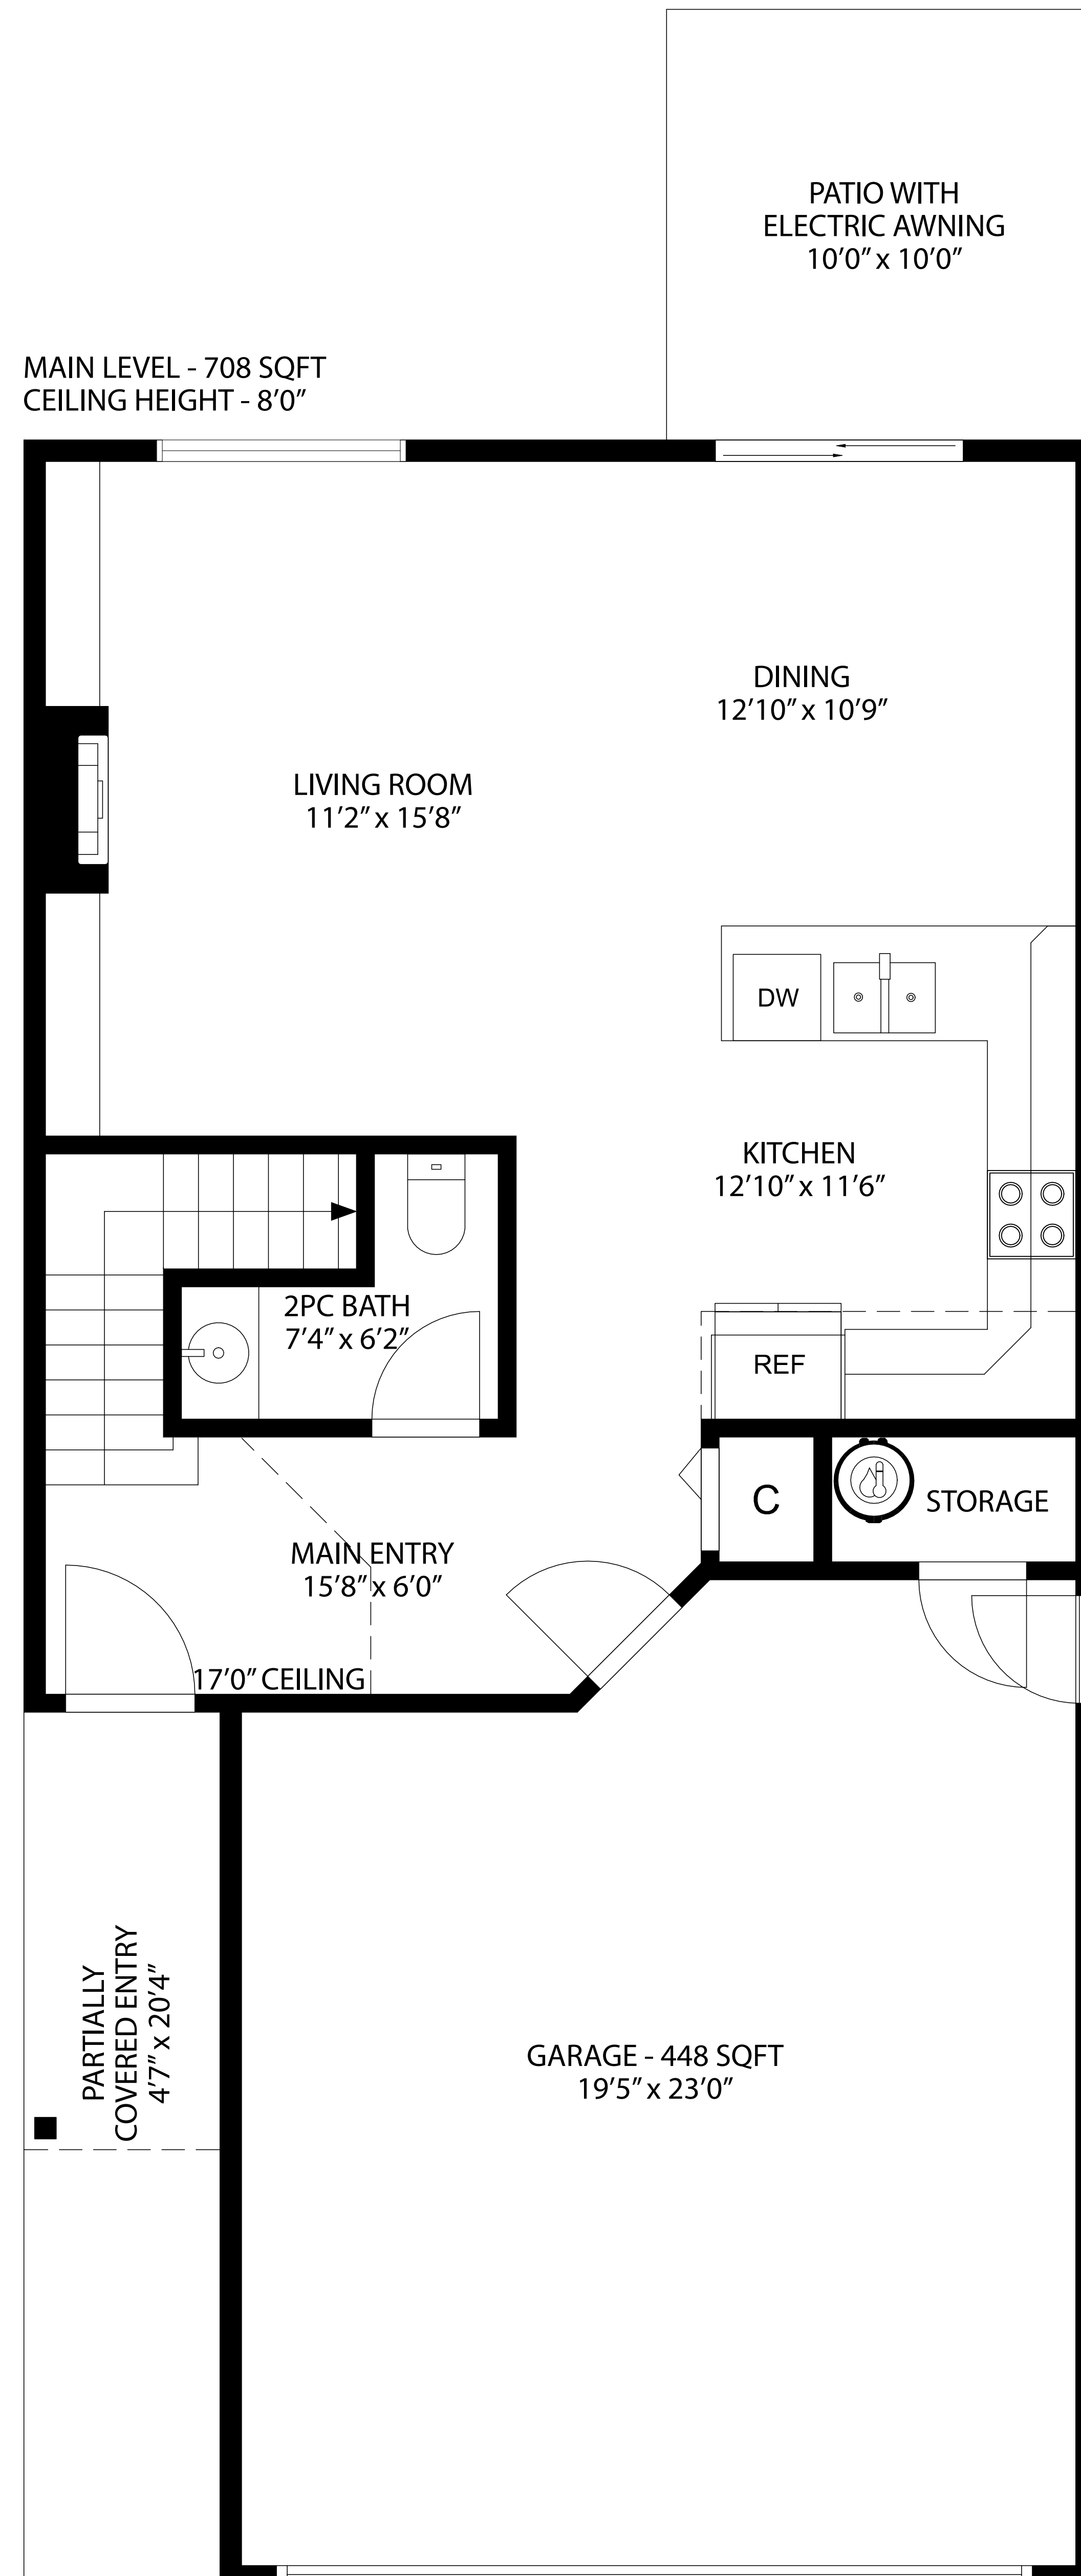 PATIO WITH
ELECTRIC AWNING
10'0" x 10'0"
MAIN LEVEL - 708 SQFT
CEILING HEIGHT - 8'0"
DINING
12'10" x 10'9"
LIVING ROOM
11'2" x 15'8"
DW
KITCHEN
12'10" x 11'6"
2PC BATH
7'4" x 6'2"
REF
C
STORAGE
MAIN ENTRY
15'8" x 6'0"
17'0" CEILING
PARTIALLY
COVERED ENTRY
4'7" x 20'4"
GARAGE - 448 SQFT
19'5" x 23'0"